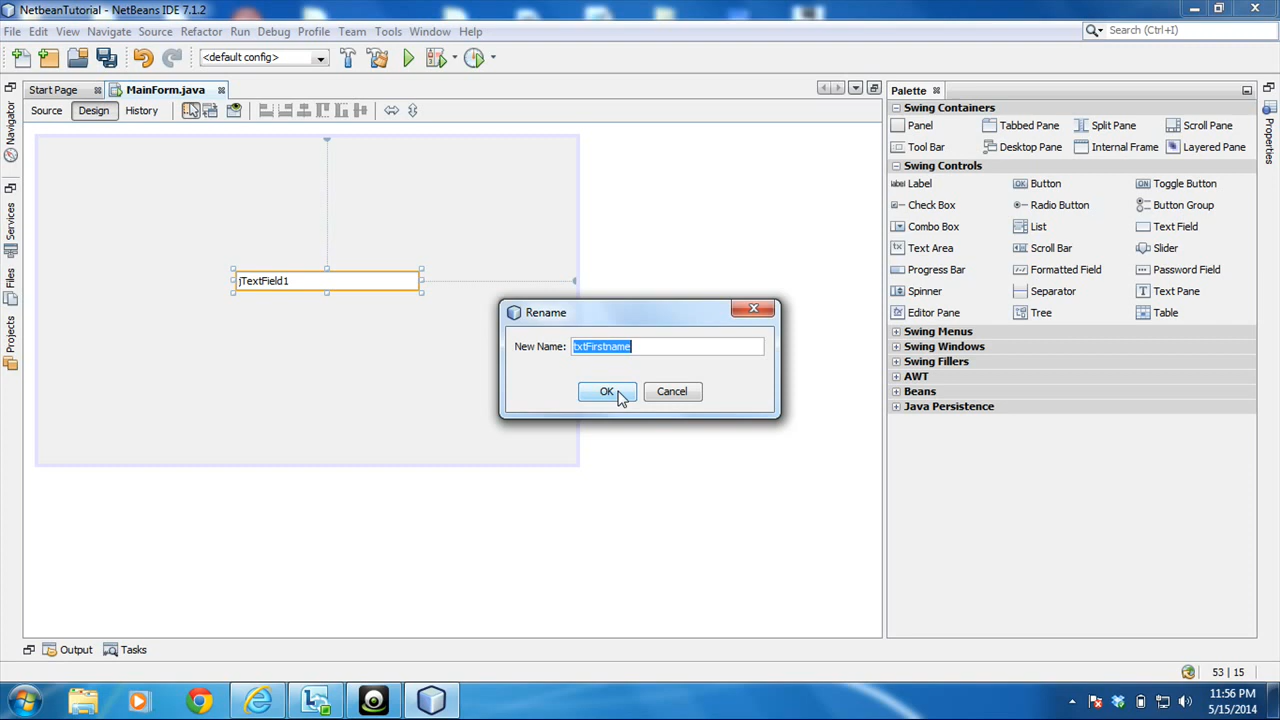 NetbeanTutorial - NetBeans IDE 7.1.2
File Edit View Navigate Source Refactor Run Debug Profile Team Tools Window Help
Search (Ctrl+I)
<default config>
Start Page
MainForm.java
Palette
Source Design History
Navigator
Services
Files
Projects
Properties
Swing Containers
Panel Tabbed Pane Split Pane Scroll Pane
Tool Bar Desktop Pane Internal Frame Layered Pane
Swing Controls
label Label OK Button ON Toggle Button
Check Box Radio Button Button Group
Combo Box List Text Field
Text Area Scroll Bar Slider
Progress Bar Formatted Field Password Field
Spinner Separator T Text Pane
Editor Pane Tree Table
Swing Menus
Swing Windows
Swing Fillers
AWT
Beans
Java Persistence
jTextField1
Rename
New Name: txtFirstname
OK Cancel
Output Tasks
53 | 15
11:56 PM
5/15/2014